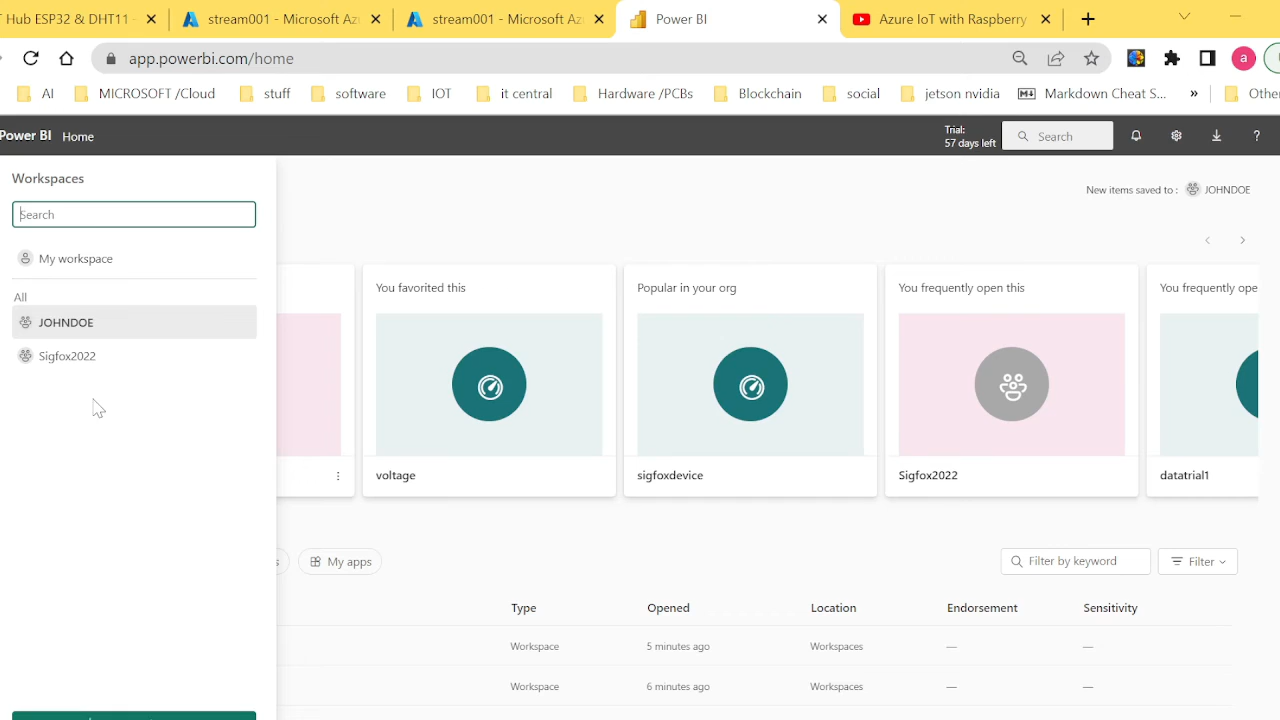 Hub ESP32 & DHT11 -
stream001 - Microsoft Az
stream001 - Microsoft Az
Power BI
Azure IoT with Raspberry
app.powerbi.com/home
a
AI
MICROSOFT /Cloud
stuff
software
IOT
it central
Hardware /PCBs
Blockchain
social
jetson nvidia
Markdown Cheat S...
»
Othe
Power BI Home
Trial:
57 days left
Search
?
Workspaces
Search
My workspace
All
JOHNDOE
Sigfox2022
New items saved to : JOHNDOE
You favorited this
Popular in your org
You frequently open this
You frequently ope
voltage
sigfoxdevice
Sigfox2022
datatrial1
s
My apps
Filter by keyword
Filter
Type Opened Location Endorsement Sensitivity
Workspace 5 minutes ago Workspaces — —
Workspace 6 minutes ago Workspaces — —